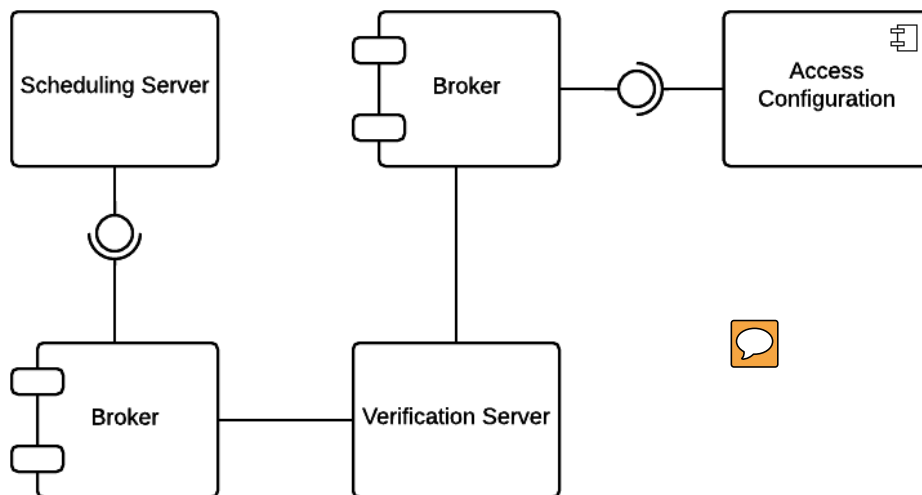 Scheduling Server
Broker
Access
Configuration
Broker
Verification Server